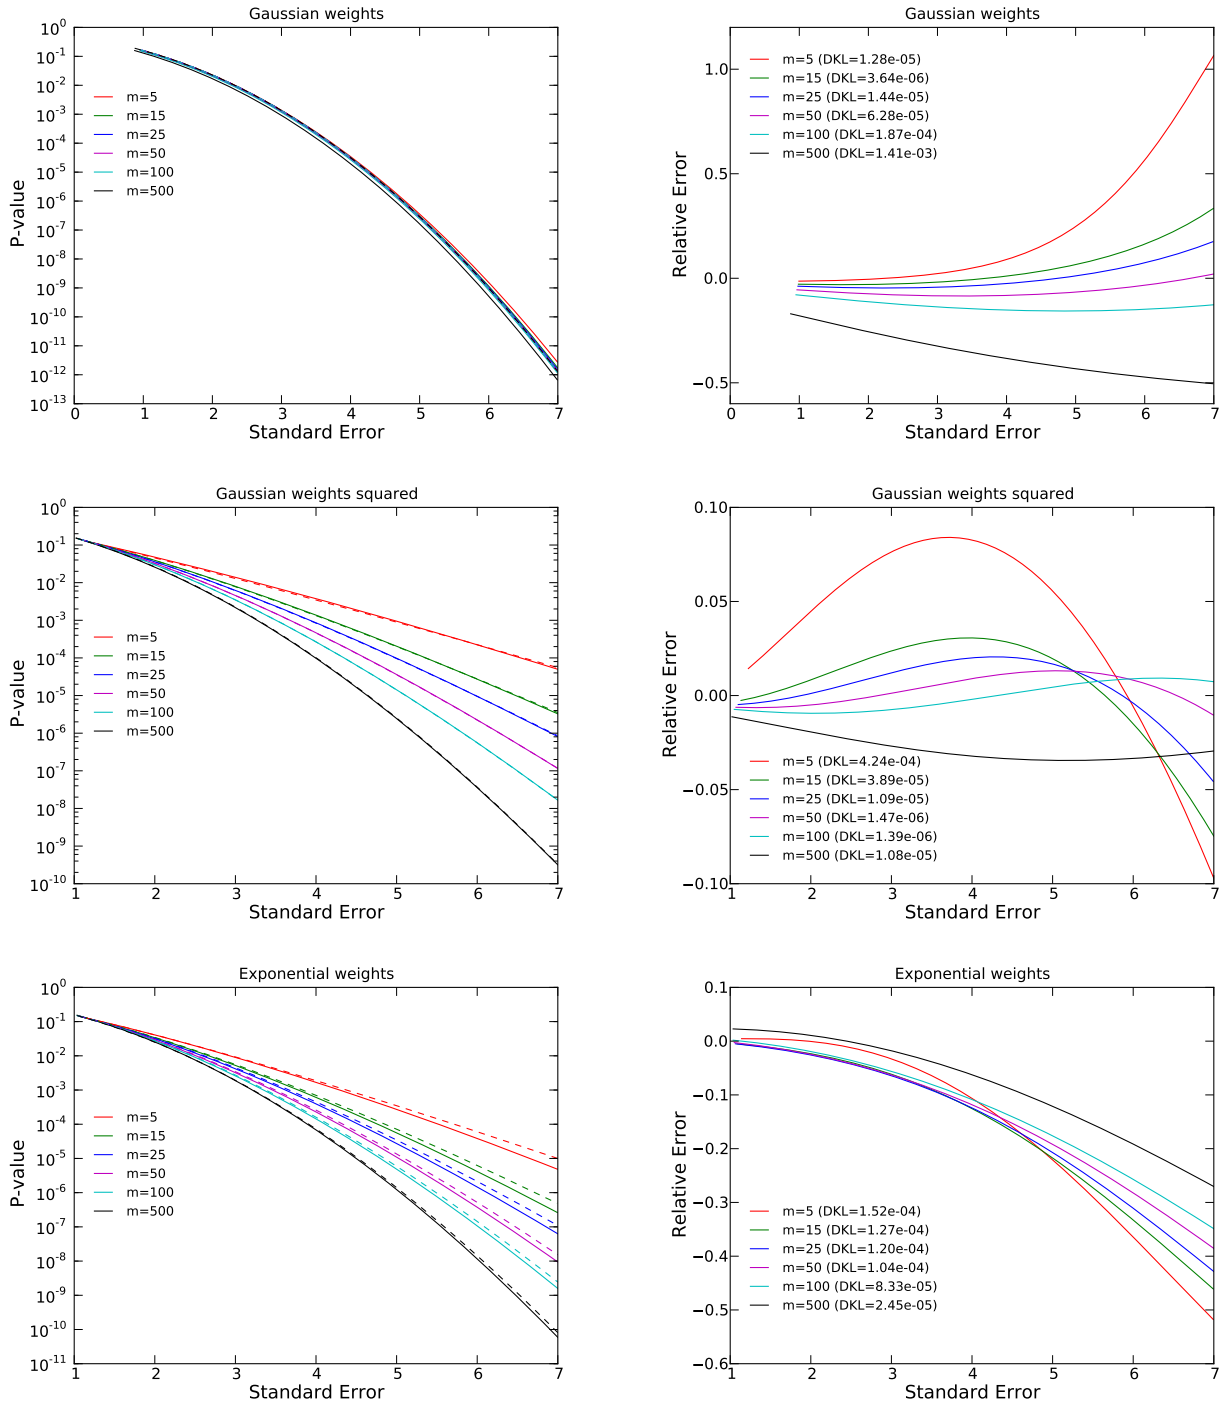 Gaussian weights
P-value
10^0
10^-1
10^-2
10^-3
10^-4
10^-5
10^-6
10^-7
10^-8
10^-9
10^-10
10^-11
10^-12
10^-13
m=5
m=15
m=25
m=50
m=100
m=500
0 1 2 3 4 5 6 7
Standard Error
Gaussian weights
Relative Error
1.0
0.5
0.0
−0.5
m=5 (DKL=1.28e-05)
m=15 (DKL=3.64e-06)
m=25 (DKL=1.44e-05)
m=50 (DKL=6.28e-05)
m=100 (DKL=1.87e-04)
m=500 (DKL=1.41e-03)
0 1 2 3 4 5 6 7
Standard Error
Gaussian weights squared
P-value
10^0
10^-1
10^-2
10^-3
10^-4
10^-5
10^-6
10^-7
10^-8
10^-9
10^-10
m=5
m=15
m=25
m=50
m=100
m=500
1 2 3 4 5 6 7
Standard Error
Gaussian weights squared
Relative Error
0.10
0.05
0.00
−0.05
−0.10
m=5 (DKL=4.24e-04)
m=15 (DKL=3.89e-05)
m=25 (DKL=1.09e-05)
m=50 (DKL=1.47e-06)
m=100 (DKL=1.39e-06)
m=500 (DKL=1.08e-05)
1 2 3 4 5 6 7
Standard Error
Exponential weights
P-value
10^0
10^-1
10^-2
10^-3
10^-4
10^-5
10^-6
10^-7
10^-8
10^-9
10^-10
10^-11
m=5
m=15
m=25
m=50
m=100
m=500
1 2 3 4 5 6 7
Standard Error
Exponential weights
Relative Error
0.1
0.0
−0.1
−0.2
−0.3
−0.4
−0.5
−0.6
m=5 (DKL=1.52e-04)
m=15 (DKL=1.27e-04)
m=25 (DKL=1.20e-04)
m=50 (DKL=1.04e-04)
m=100 (DKL=8.33e-05)
m=500 (DKL=2.45e-05)
1 2 3 4 5 6 7
Standard Error